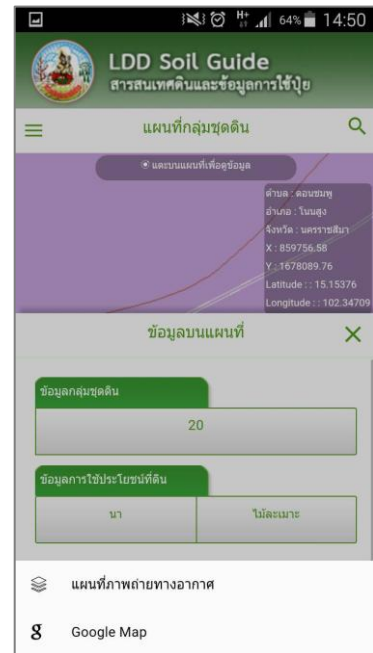 H+ 64% 14:50
LDD Soil Guide
สารสนเทศดินและข้อมูลการใช้ปุ๋ย
แผนที่กลุ่มชุดดิน
แตะบนแผนที่เพื่อดูข้อมูล
ตำบล : ดอนชมพู
อำเภอ : โนนสูง
จังหวัด : นครราชสีมา
X : 859756.58
Y : 1678089.76
Latitude : : 15.15376
Longitude : : 102.34709
ข้อมูลบนแผนที่
ข้อมูลกลุ่มชุดดิน
20
ข้อมูลการใช้ประโยชน์ที่ดิน
นา ไม้ละเมาะ
แผนที่ภาพถ่ายทางอากาศ
Google Map